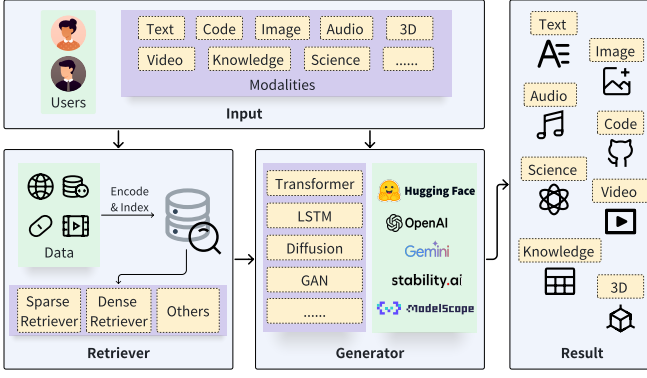 Text Code Image Audio 3D
Video Knowledge Science ......
Users
Modalities
Input
Encode
& Index
Data
Sparse
Retriever
Dense
Retriever
Others
Retriever
Transformer
LSTM
Diffusion
GAN
......
Hugging Face
OpenAI
Gemini
stability.ai
ModelScope
Generator
Text
Image
Audio
Code
Science
Video
Knowledge
3D
Result